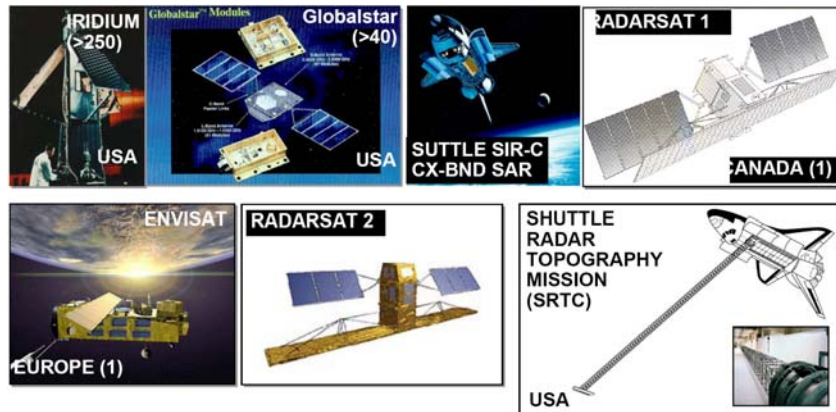 IRIDIUM
(>250)
USA
Globalstar™ Modules
Globalstar
(>40)
USA
SUTTLE SIR-C
CX-BND SAR
RADARSAT 1
CANADA (1)
ENVISAT
EUROPE (1)
RADARSAT 2
SHUTTLE
RADAR
TOPOGRAPHY
MISSION
(SRTC)
USA